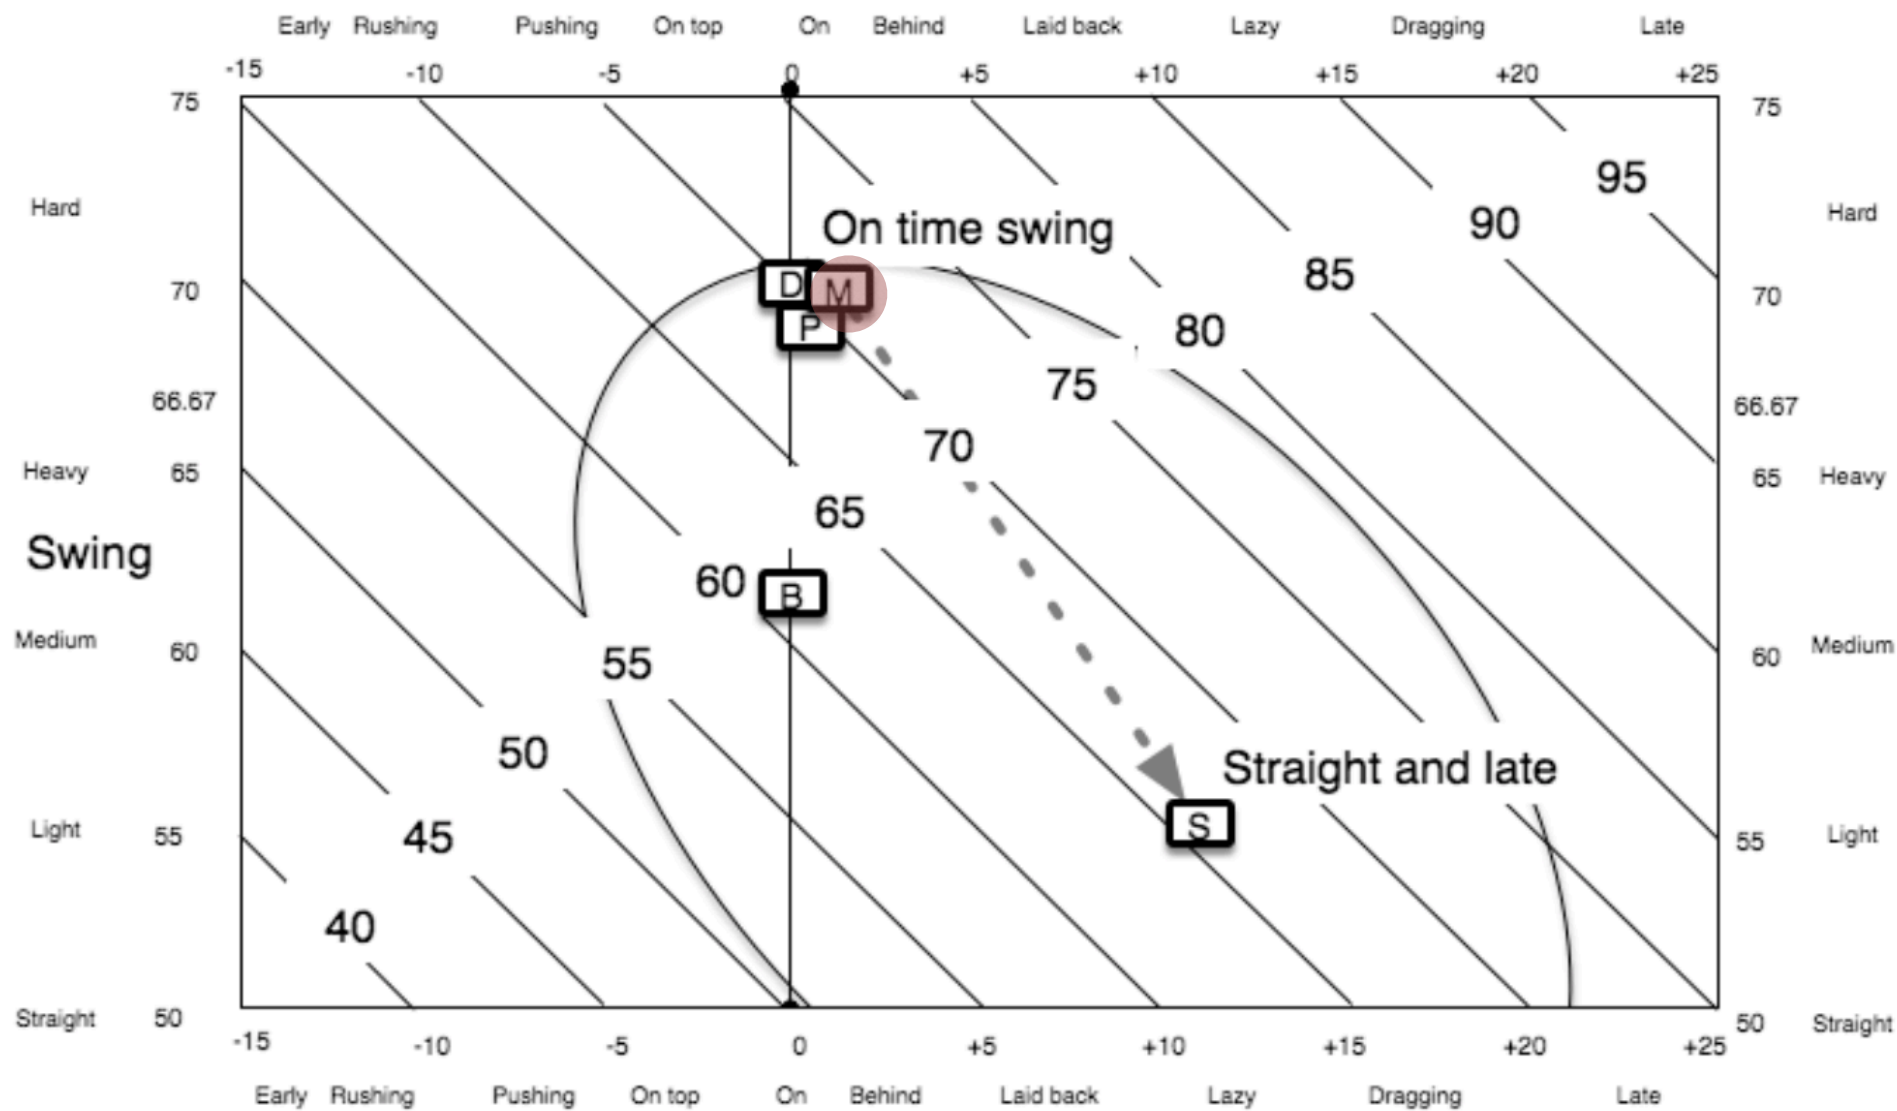 Early Rushing Pushing On top On Behind Laid back Lazy Dragging Late
-15 -10 -5 0 +5 +10 +15 +20 +25
75 75
95
Hard Hard
90
On time swing
85
70 D M 70
P 80
75
66.67 66.67
70
Heavy 65 65 Heavy
65
Swing
60 B
Medium 60 60 Medium
55
50
Straight and late
Light 55 S 55 Light
45
40
Straight 50 50 Straight
-15 -10 -5 0 +5 +10 +15 +20 +25
Early Rushing Pushing On top On Behind Laid back Lazy Dragging Late